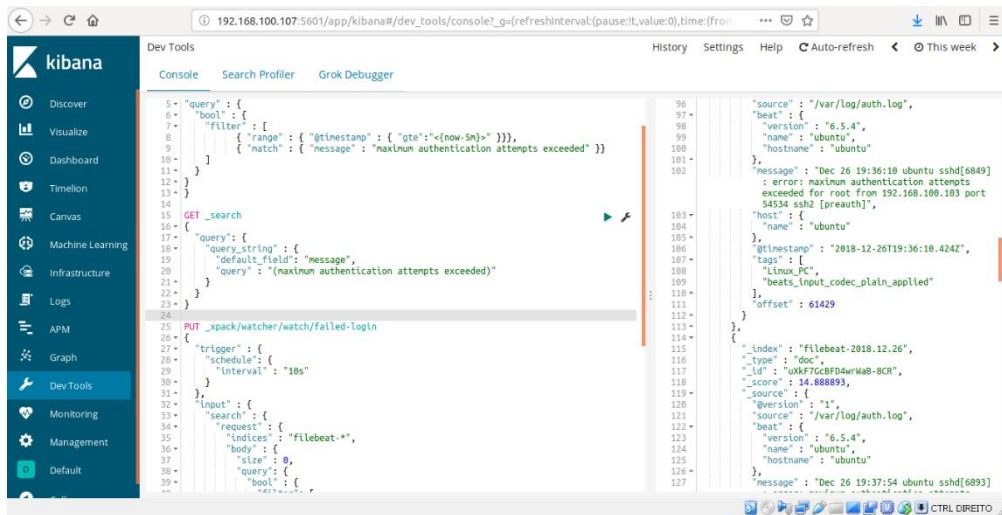 192.168.100.107:5601/app/kibana#/dev_tools/console?_g=(refreshInterval:(pause:!t,value:0),time:(from
kibana
Discover
Visualize
Dashboard
Timelion
Canvas
Machine Learning
Infrastructure
Logs
APM
Graph
Dev Tools
Monitoring
Management
D Default
Dev Tools
History Settings Help Auto-refresh This week
Console Search Profiler Grok Debugger
5 "query" : {
6 "bool" : {
7 "filter" : [
8 { "range" : { "@timestamp" : { "gte":"<{now-5m}>" }}},
9 { "match" : { "message" : "maximum authentication attempts exceeded" }}
10 ]
11 }
12 }
13 }
14
15 GET _search
16 {
17 "query": {
18 "query_string" : {
19 "default_field": "message",
20 "query" : "(maximum authentication attempts exceeded)"
21 }
22 }
23 }
24
25 PUT _xpack/watcher/watch/failed-login
26 {
27 "trigger" : {
28 "schedule": {
29 "interval" : "10s"
30 }
31 },
32 "input" : {
33 "search" : {
34 "request" : {
35 "indices" : "filebeat-*",
36 "body" : {
37 "size" : 0,
38 "query": {
39 "bool" : {
96 "source" : "/var/log/auth.log",
97 "beat" : {
98 "version" : "6.5.4",
99 "name" : "ubuntu",
100 "hostname" : "ubuntu"
101 },
102 "message" : "Dec 26 19:36:10 ubuntu sshd[6849]
: error: maximum authentication attempts
exceeded for root from 192.168.100.103 port
54534 ssh2 [preauth]",
103 "host" : {
104 "name" : "ubuntu"
105 },
106 "@timestamp" : "2018-12-26T19:36:10.424Z",
107 "tags" : [
108 "Linux_PC",
109 "beats_input_codec_plain_applied"
110 ],
111 "offset" : 61429
112 }
113 },
114 {
115 "_index" : "filebeat-2018.12.26",
116 "_type" : "doc",
117 "_id" : "uXkF7GcBFD4wrWaB-8CR",
118 "_score" : 14.888893,
119 "_source" : {
120 "@version" : "1",
121 "source" : "/var/log/auth.log",
122 "beat" : {
123 "version" : "6.5.4",
124 "name" : "ubuntu",
125 "hostname" : "ubuntu"
126 },
127 "message" : "Dec 26 19:37:54 ubuntu sshd[6893]
CTRL DIREITO